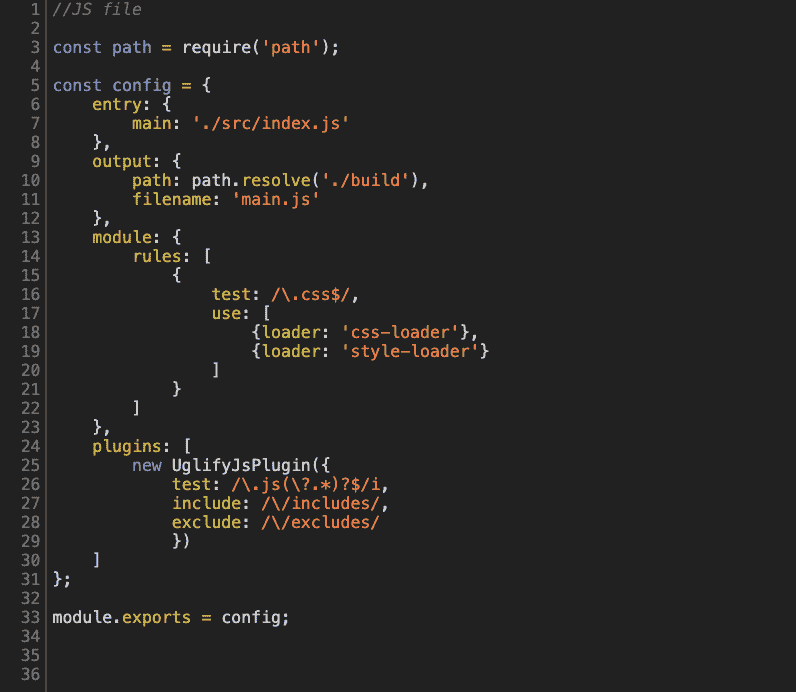 1 //JS file
2
3 const path = require('path');
4
5 const config = {
6     entry: {
7         main: './src/index.js'
8     },
9     output: {
10         path: path.resolve('./build'),
11         filename: 'main.js'
12     },
13     module: {
14         rules: [
15             {
16                 test: /\.css$/,
17                 use: [
18                     {loader: 'css-loader'},
19                     {loader: 'style-loader'}
20                 ]
21             }
22         ]
23     },
24     plugins: [
25         new UglifyJsPlugin({
26             test: /\.js(\?.*)?$/i,
27             include: /\/includes/,
28             exclude: /\/excludes/
29             })
30     ]
31 };
32
33 module.exports = config;
34
35
36